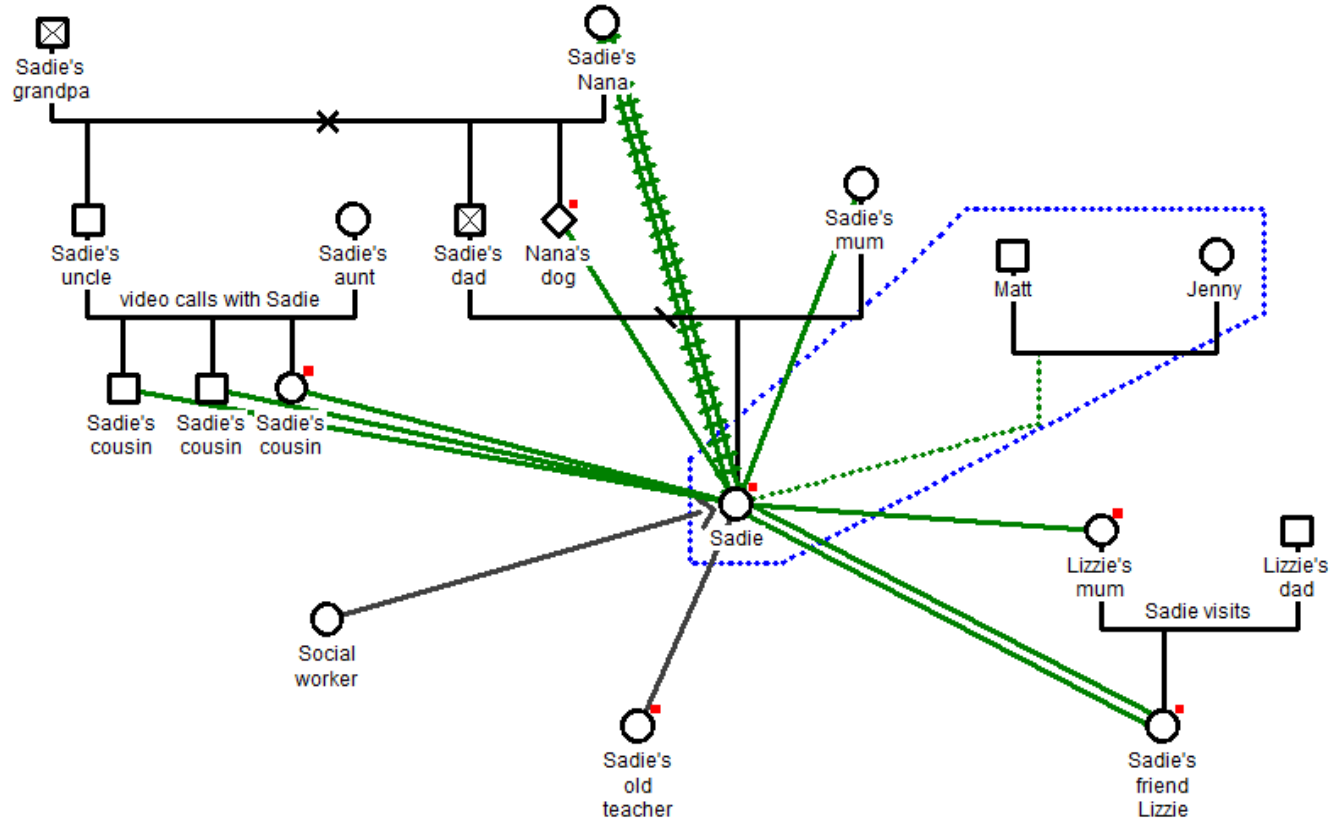 Sadie's
grandpa
Sadie's
Nana
Sadie's
uncle
Sadie's
aunt
Sadie's
dad
Nana's
dog
Sadie's
mum
Matt
Jenny
video calls with Sadie
Sadie's
cousin
Sadie's
cousin
Sadie's
cousin
Sadie
Lizzie's
mum
Lizzie's
dad
Sadie visits
Social
worker
Sadie's
old
teacher
Sadie's
friend
Lizzie